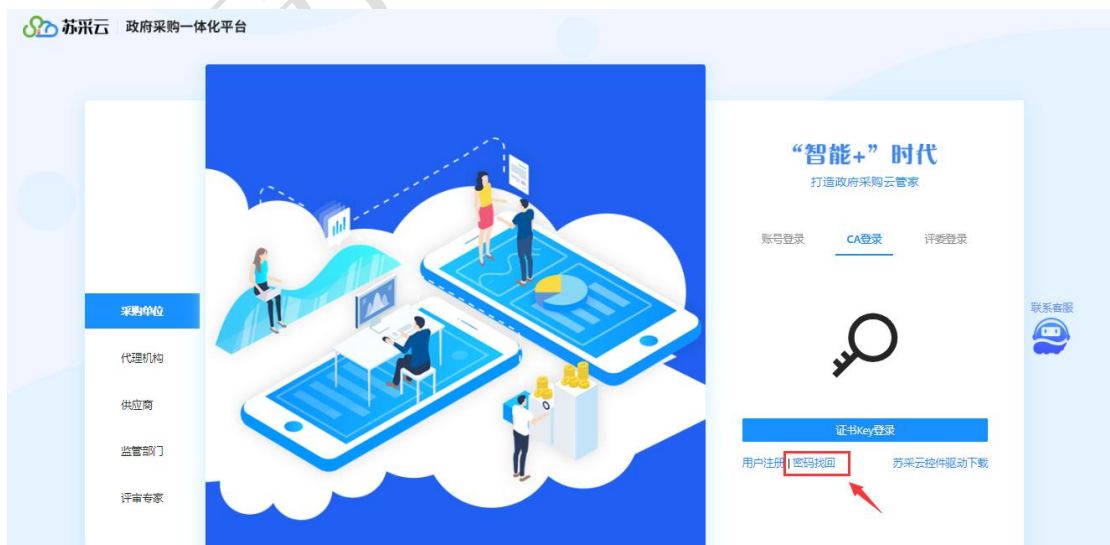 苏采云 政府采购一体化平台
“智能+”时代
打造政府采购云管家
账号登录 CA登录 评委登录
采购单位
代理机构
供应商
监管部门
评审专家
联系客服
证书Key登录
用户注册 | 密码找回 苏采云控件驱动下载